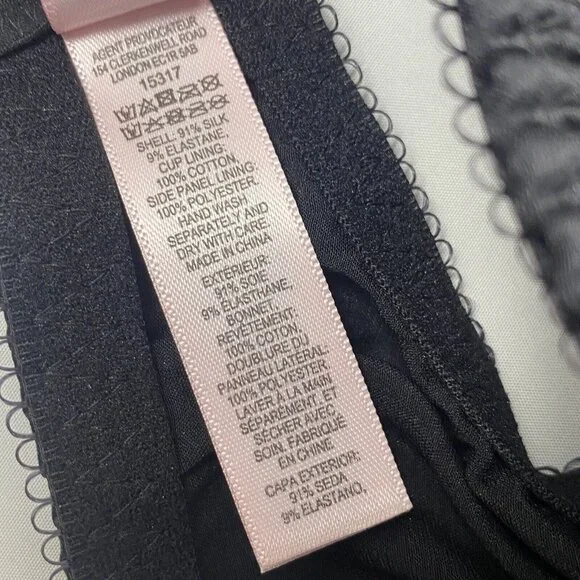 AGENT PROVOCATEUR
154 CLERKENWELL ROAD
LONDON EC1R 5AB
15317
SHELL: 91% SILK
9% ELASTANE,
CUP LINING:
100% COTTON,
SIDE PANEL LINING:
100% POLYESTER.
HAND WASH
SEPARATELY AND
DRY WITH CARE.
MADE IN CHINA
EXTÉRIEUR:
91% SOIE
9% ÉLASTHANE,
BONNET
REVÊTEMENT:
100% COTON,
DOUBLURE DU
PANNEAU LATÉRAL:
100% POLYESTER.
LAVER À LA MAIN
SÉPARÉMENT, ET
SÉCHER AVEC
SOIN. FABRIQUÉ
EN CHINE
CAPA EXTERIOR:
91% SEDA
9% ELASTANO,